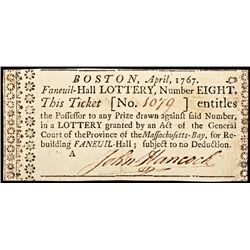 BOSTON, April, 1767.
Faneuil-Hall LOTTERY, Number EIGHT.
This Ticket [No. 1079] entitles
the Possessor to any Prize drawn against said Number,
in a LOTTERY granted by an Act of the General
Court of the Province of the Massachusetts-Bay, for Re-
building FANEUIL-Hall; subject to no Deduction.
A
John Hancock